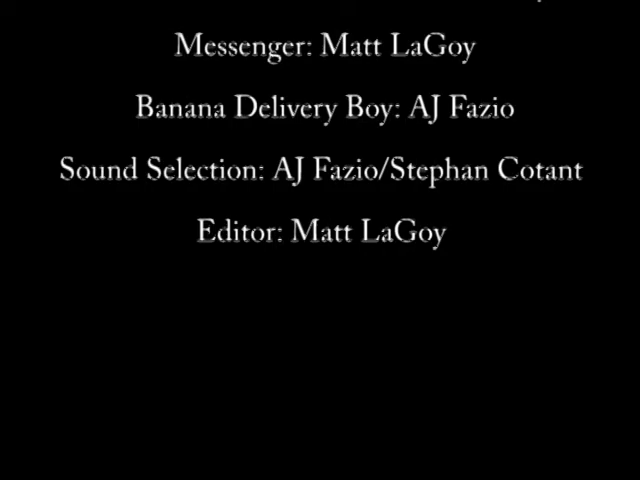 Messenger: Matt LaGoy
Banana Delivery Boy: AJ Fazio
Sound Selection: AJ Fazio/Stephan Cotant
Editor: Matt LaGoy